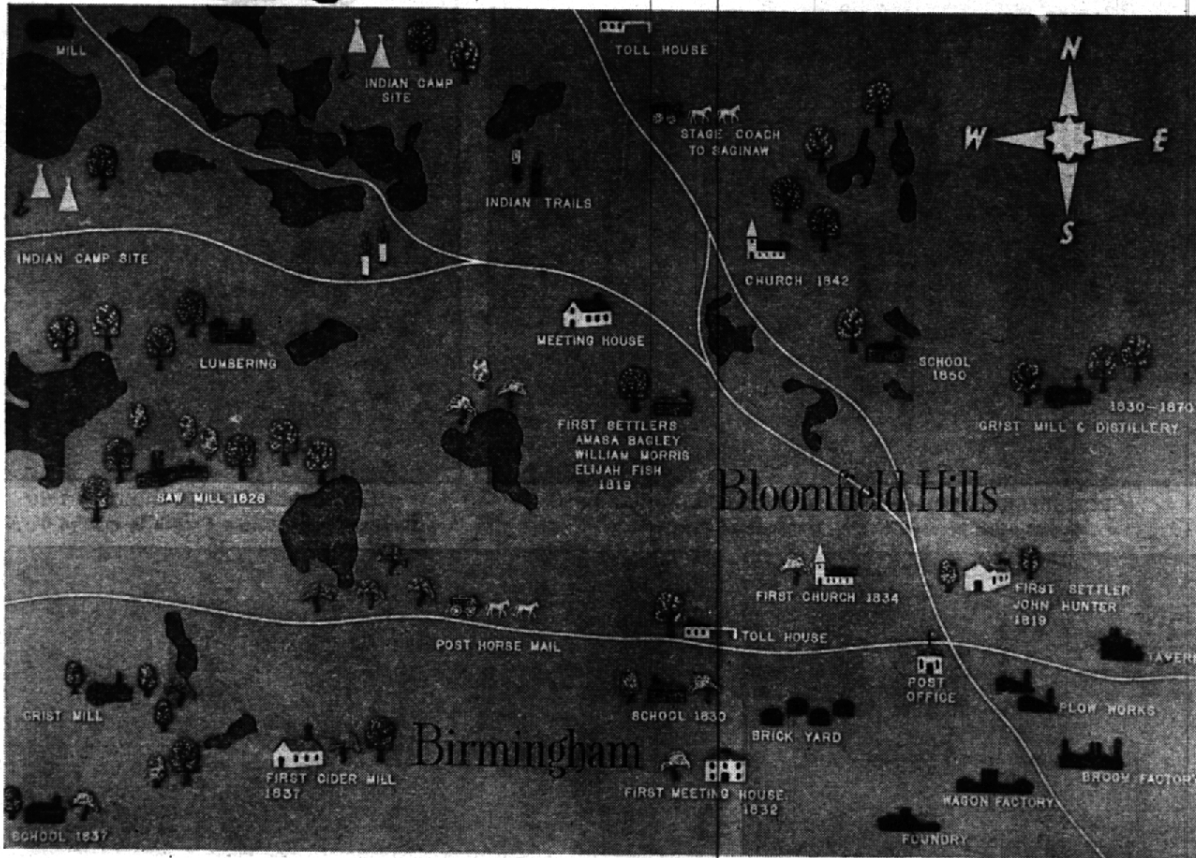 MILL
INDIAN CAMP
SITE
TOLL HOUSE
N
W
E
S
STAGE COACH
TO SAGINAW
INDIAN TRAILS
INDIAN CAMP SITE
CHURCH 1842
MEETING HOUSE
LUMBERING
SCHOOL
1850
1830-1870
GRIST MILL & DISTILLERY
FIRST SETTLERS
AMASA BAGLEY
WILLIAM MORRIS
ELIJAH FISH
1819
SAW MILL 1828
Bloomfield Hills
FIRST CHURCH 1834
FIRST SETTLER
JOHN HUNTER
1819
POST HORSE MAIL
TOLL HOUSE
TAVERN
POST
OFFICE
GRIST MILL
SCHOOL 1830
PLOW WORKS
BRICK YARD
Birmingham
FIRST CIDER MILL
1837
FIRST MEETING HOUSE
1832
BROOM FACTORY
WAGON FACTORY
SCHOOL 1837
FOUNDRY